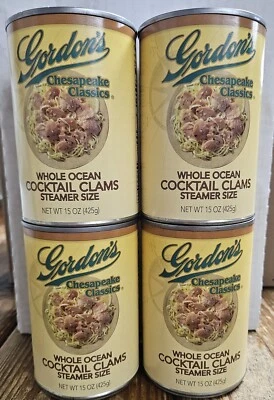 Gordon's
Chesapeake
Classics®
WHOLE OCEAN
COCKTAIL CLAMS
STEAMER SIZE
NET WT 15 OZ (425g)
Gordon's
Chesapeake
Classics®
WHOLE OCEAN
COCKTAIL CLAMS
STEAMER SIZE
NET WT 15 OZ (425g)
Gordon's
Chesapeake
Classics®
WHOLE OCEAN
COCKTAIL CLAMS
STEAMER SIZE
NET WT 15 OZ (425g)
Gordon's
Chesapeake
Classics®
WHOLE OCEAN
COCKTAIL CLAMS
STEAMER SIZE
NET WT 15 OZ (425g)